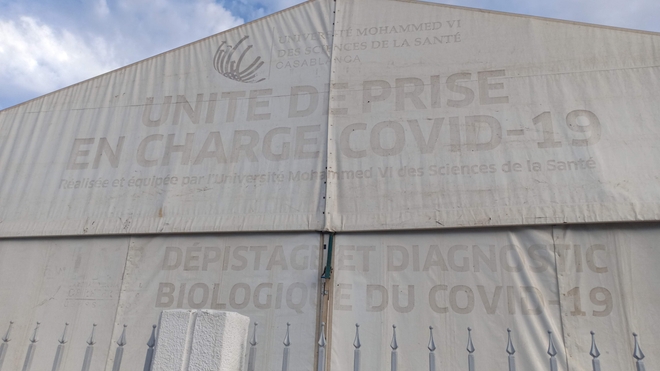 UNIVERSITÉ MOHAMMED VI
DES SCIENCES DE LA SANTÉ
CASABLANCA
UNITE DE PRISE
EN CHARGE COVID-19
Réalisée et équipée par l'Université Mohammed VI des Sciences de la Santé
DÉPISTAGE ET DIAGNOSTIC
BIOLOGIQUE DU COVID-19